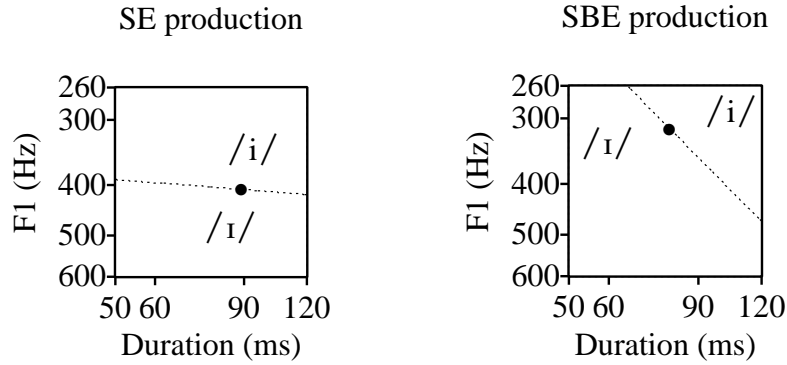 SE production
260
300
400
500
600
F1 (Hz)
/i/
/ɪ/
50 60 90 120
Duration (ms)
SBE production
260
300
400
500
600
F1 (Hz)
/i/
/ɪ/
50 60 90 120
Duration (ms)